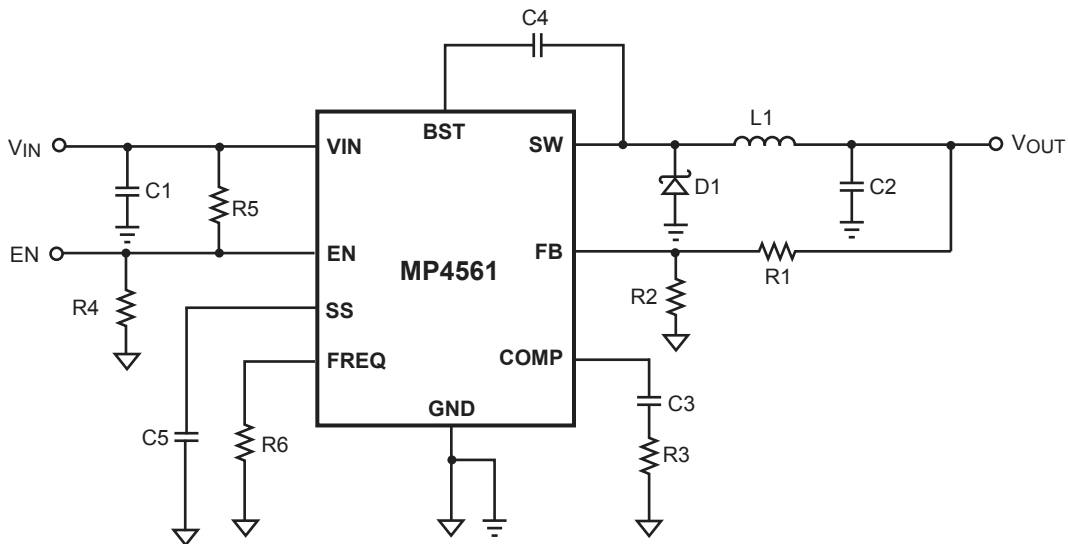 C4
BST
L1
VIN
VIN
SW
VOUT
C1
R5
D1
C2
EN
EN
MP4561
FB
R1
R4
SS
R2
FREQ
COMP
C3
GND
C5
R6
R3